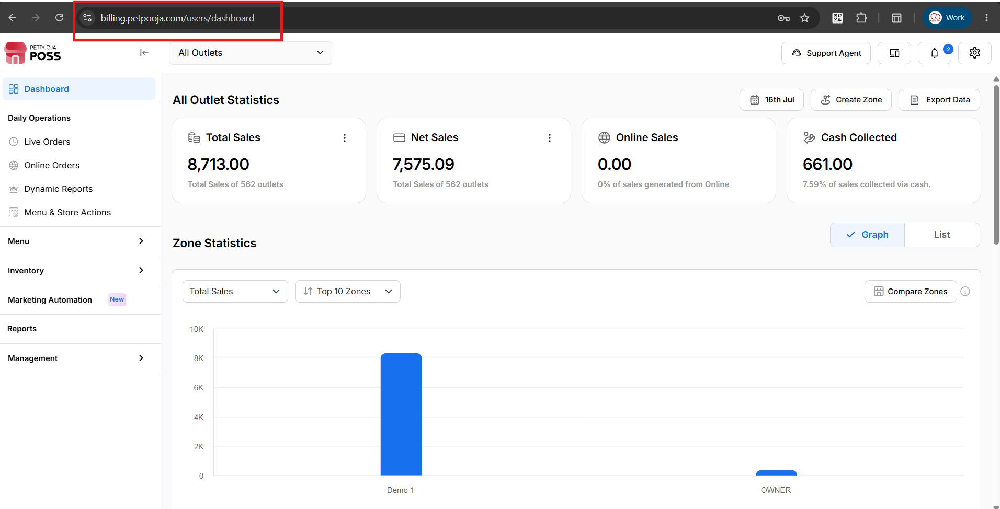 billing.petpooja.com/users/dashboard
Work
PETPOOJA
POSS
All Outlets
Support Agent
2
Dashboard
Daily Operations
Live Orders
Online Orders
Dynamic Reports
Menu & Store Actions
Menu
Inventory
Marketing Automation New
Reports
Management
All Outlet Statistics
16th Jul
Create Zone
Export Data
Total Sales
8,713.00
Total Sales of 562 outlets
Net Sales
7,575.09
Total Sales of 562 outlets
Online Sales
0.00
0% of sales generated from Online
Cash Collected
661.00
7.59% of sales collected via cash.
Zone Statistics
Graph
List
Total Sales
Top 10 Zones
Compare Zones
10K
8K
6K
4K
2K
0
Demo 1
OWNER